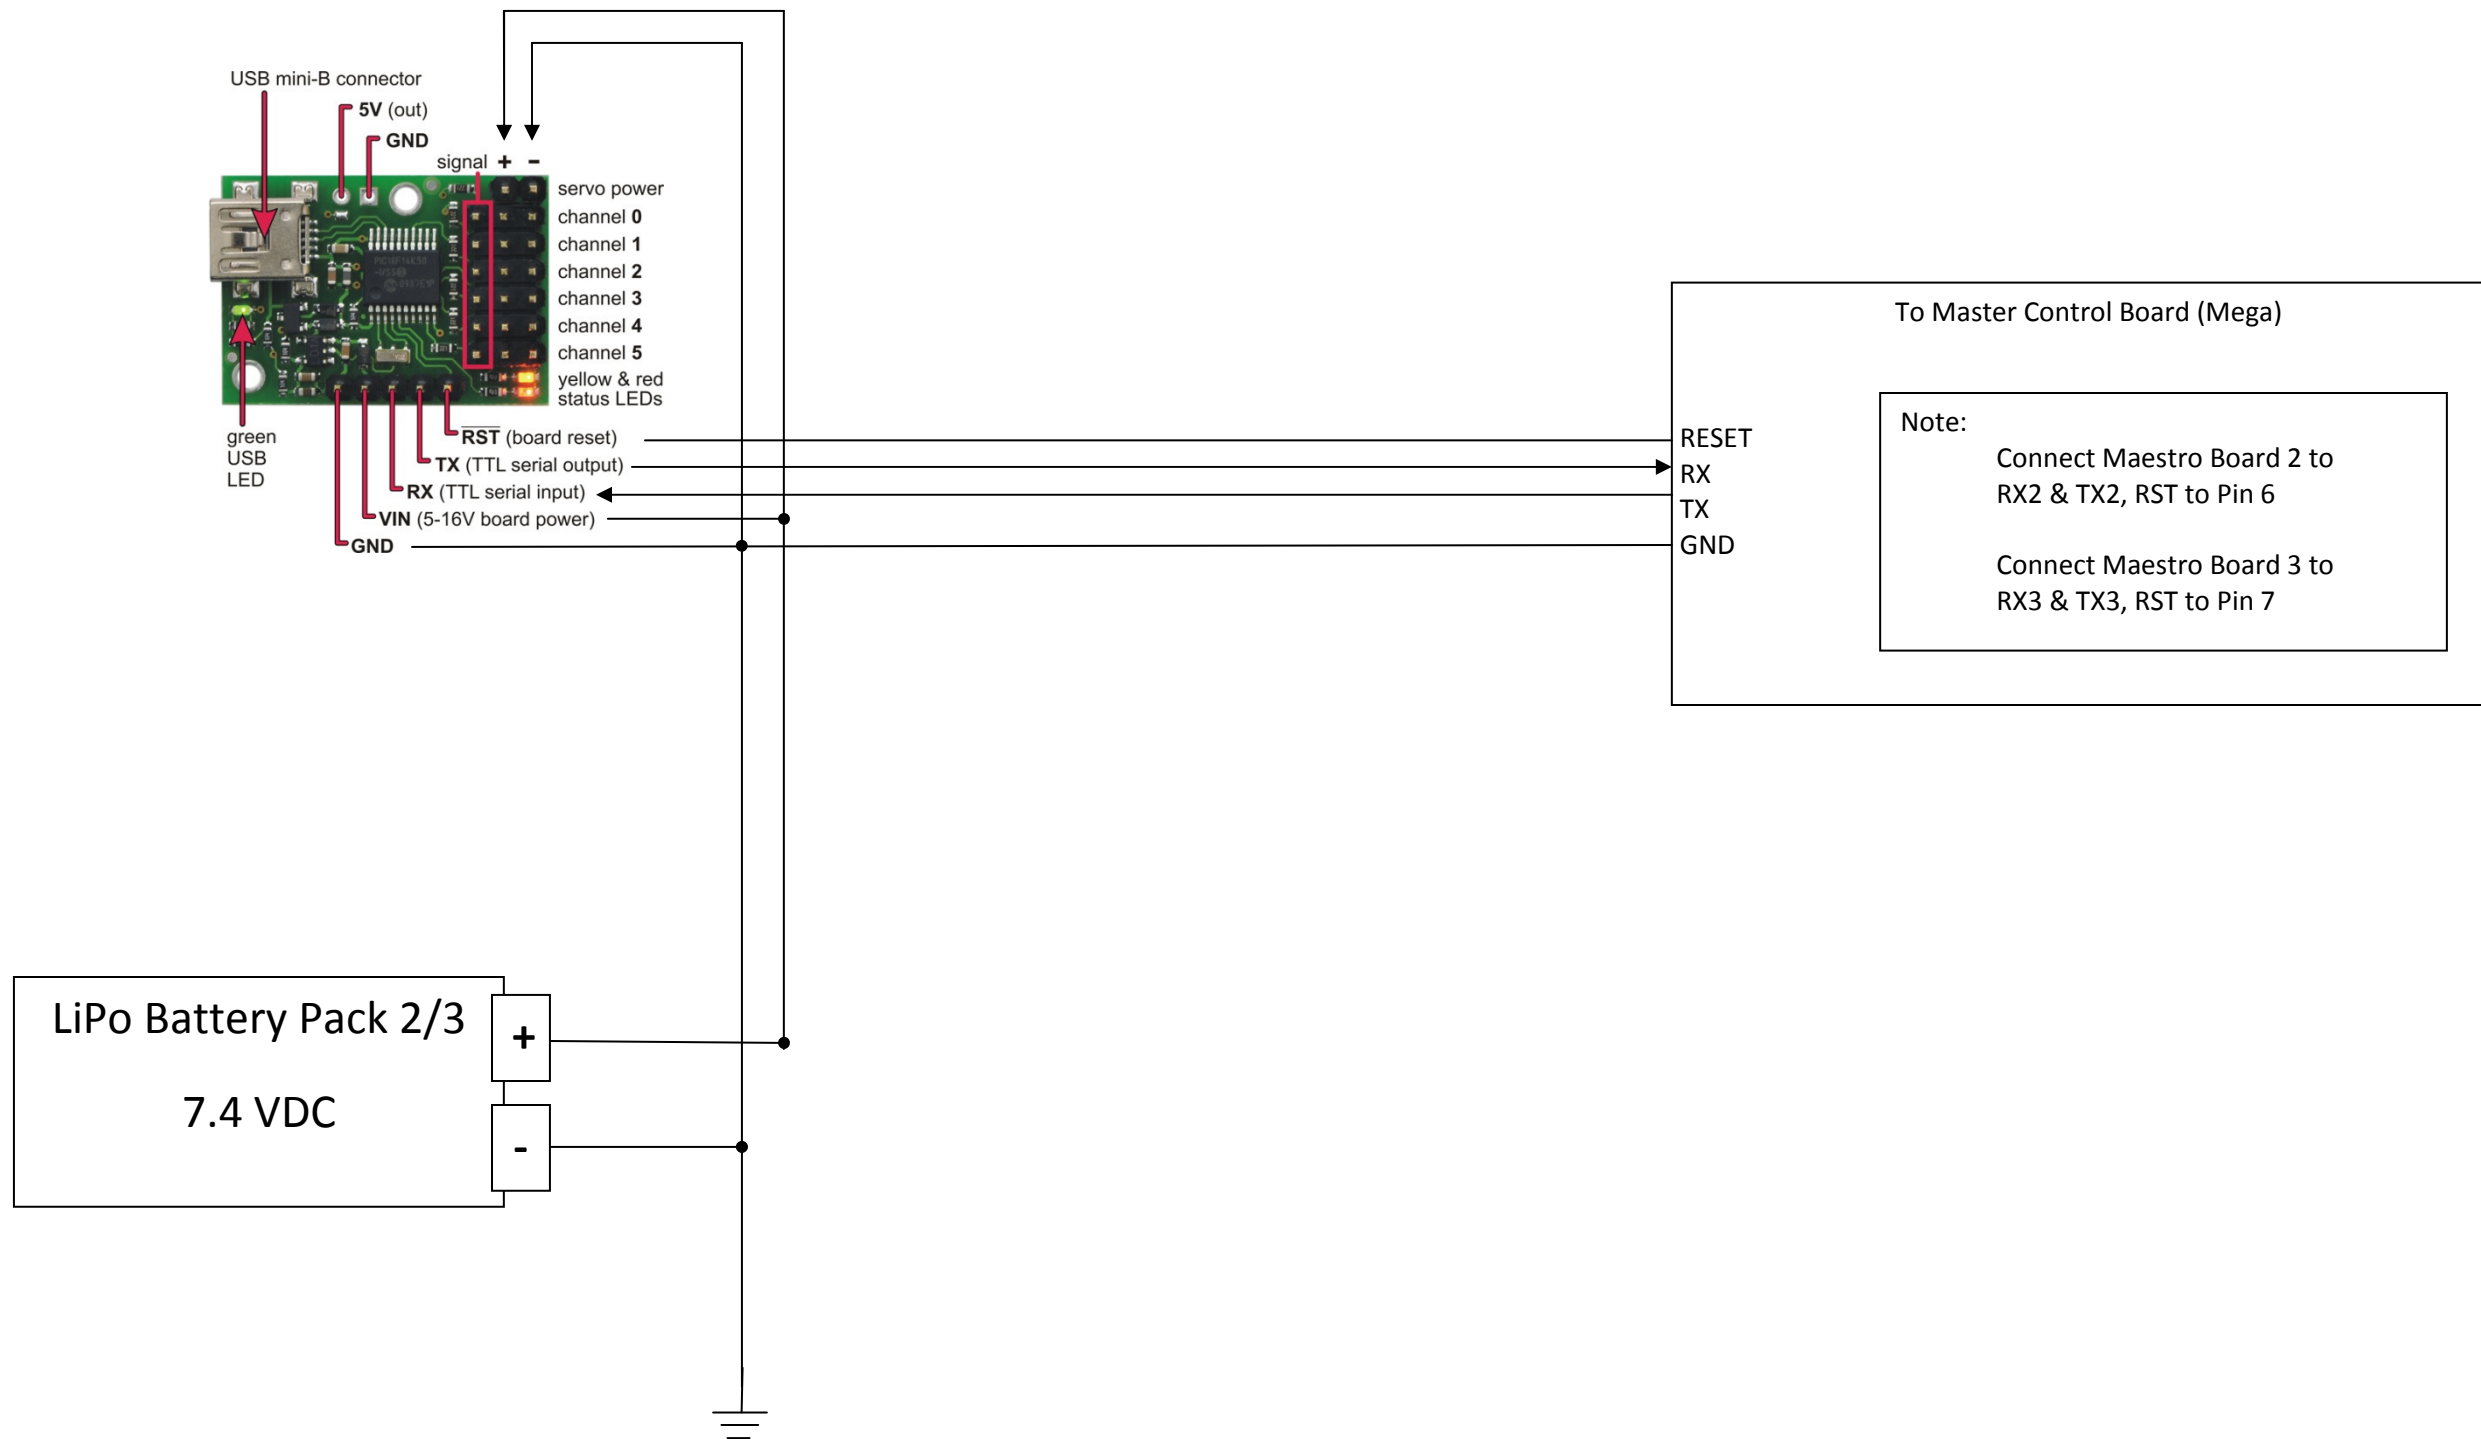 USB mini-B connector
5V (out)
GND
signal + -
servo power
channel 0
channel 1
channel 2
channel 3
channel 4
channel 5
yellow & red
status LEDs
green
USB
LED
RST (board reset)
TX (TTL serial output)
RX (TTL serial input)
VIN (5-16V board power)
GND
To Master Control Board (Mega)
RESET
RX
TX
GND
Note:
Connect Maestro Board 2 to
RX2 & TX2, RST to Pin 6
Connect Maestro Board 3 to
RX3 & TX3, RST to Pin 7
LiPo Battery Pack 2/3
7.4 VDC
+
-